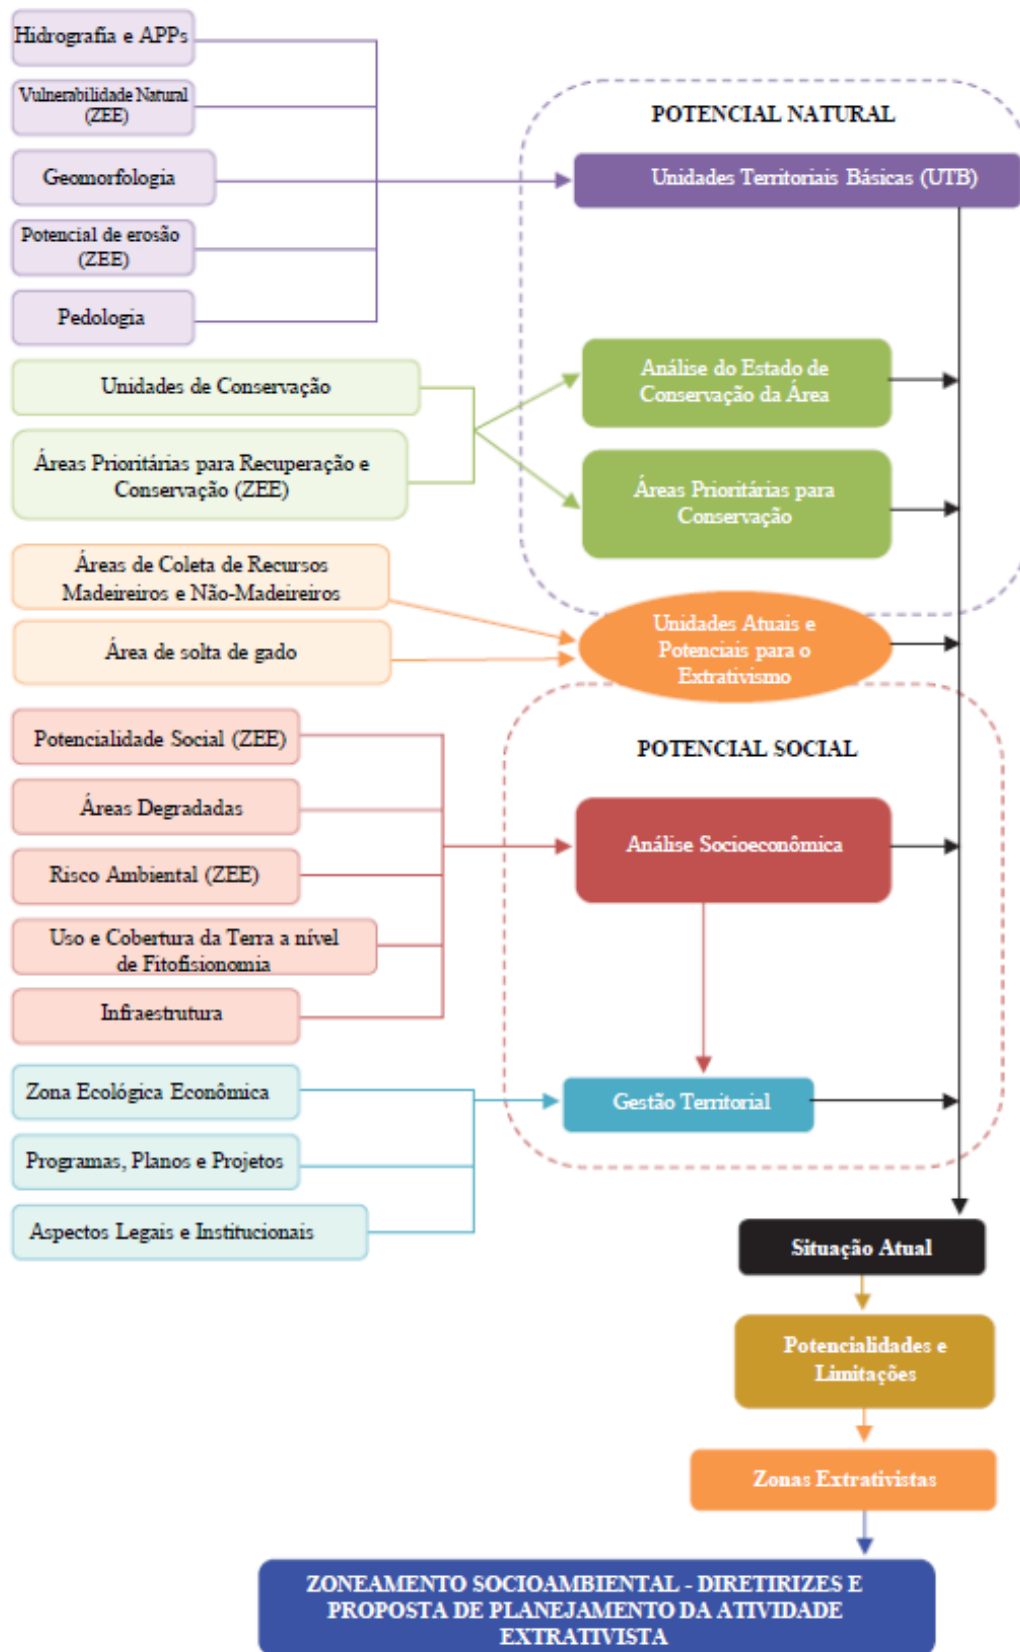 Hidrografia e APPs
Vulnerabilidade Natural
(ZEE)
Geomorfologia
Potencial de erosão
(ZEE)
Pedologia
POTENCIAL NATURAL
Unidades Territoriais Básicas (UTB)
Unidades de Conservação
Áreas Prioritárias para Recuperação e
Conservação (ZEE)
Análise do Estado de
Conservação da Área
Áreas Prioritárias para
Conservação
Áreas de Coleta de Recursos
Madeireiros e Não-Madeireiros
Área de solta de gado
Unidades Atuais e
Potenciais para o
Extrativismo
Potencialidade Social (ZEE)
Áreas Degradadas
Risco Ambiental (ZEE)
Uso e Cobertura da Terra a nível
de Fitofisionomia
Infraestrutura
POTENCIAL SOCIAL
Análise Socioeconômica
Zona Ecológica Econômica
Programas, Planos e Projetos
Aspectos Legais e Institucionais
Gestão Territorial
Situação Atual
Potencialidades e
Limitações
Zonas Extrativistas
ZONEAMENTO SOCIOAMBIENTAL - DIRETIRIZES E
PROPOSTA DE PLANEJAMENTO DA ATIVIDADE
EXTRATIVISTA